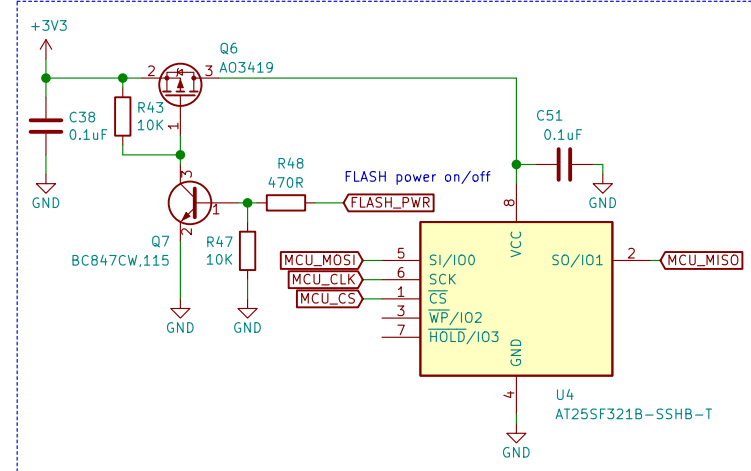 +3V3
Q6
AO3419
2
3
1
C38
0.1uF
R43
10K
GND
C51
0.1uF
GND
R48
470R
FLASH power on/off
FLASH_PWR
3
1
2
Q7
BC847CW,115
R47
10K
GND
GND
8
VCC
MCU_MOSI
5
SI/IO0
SO/IO1
2
MCU_MISO
MCU_CLK
6
SCK
MCU_CS
1
CS
3
WP/IO2
7
HOLD/IO3
GND
4
U4
AT25SF321B-SSHB-T
GND